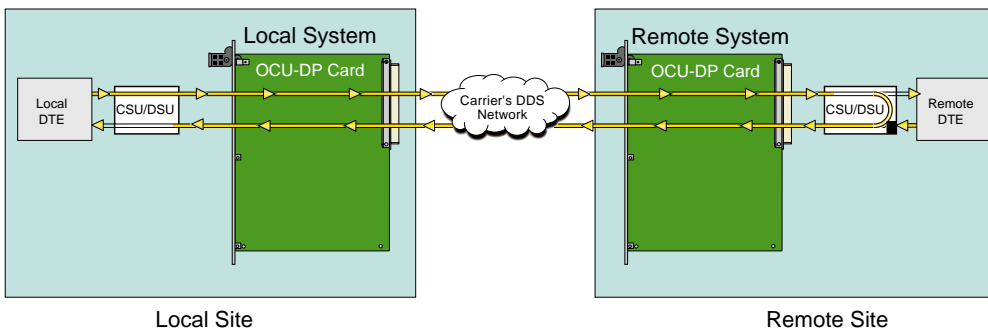 Local System
Remote System
OCU-DP Card
OCU-DP Card
Local
DTE
CSU/DSU
Carrier's DDS
Network
CSU/DSU
Remote
DTE
Local Site
Remote Site